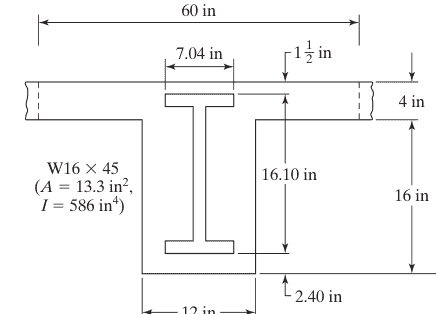 60 in
7.04 in
1 1/2 in
4 in
W16 × 45
(A = 13.3 in²,
I = 586 in⁴)
16.10 in
16 in
2.40 in
12 in